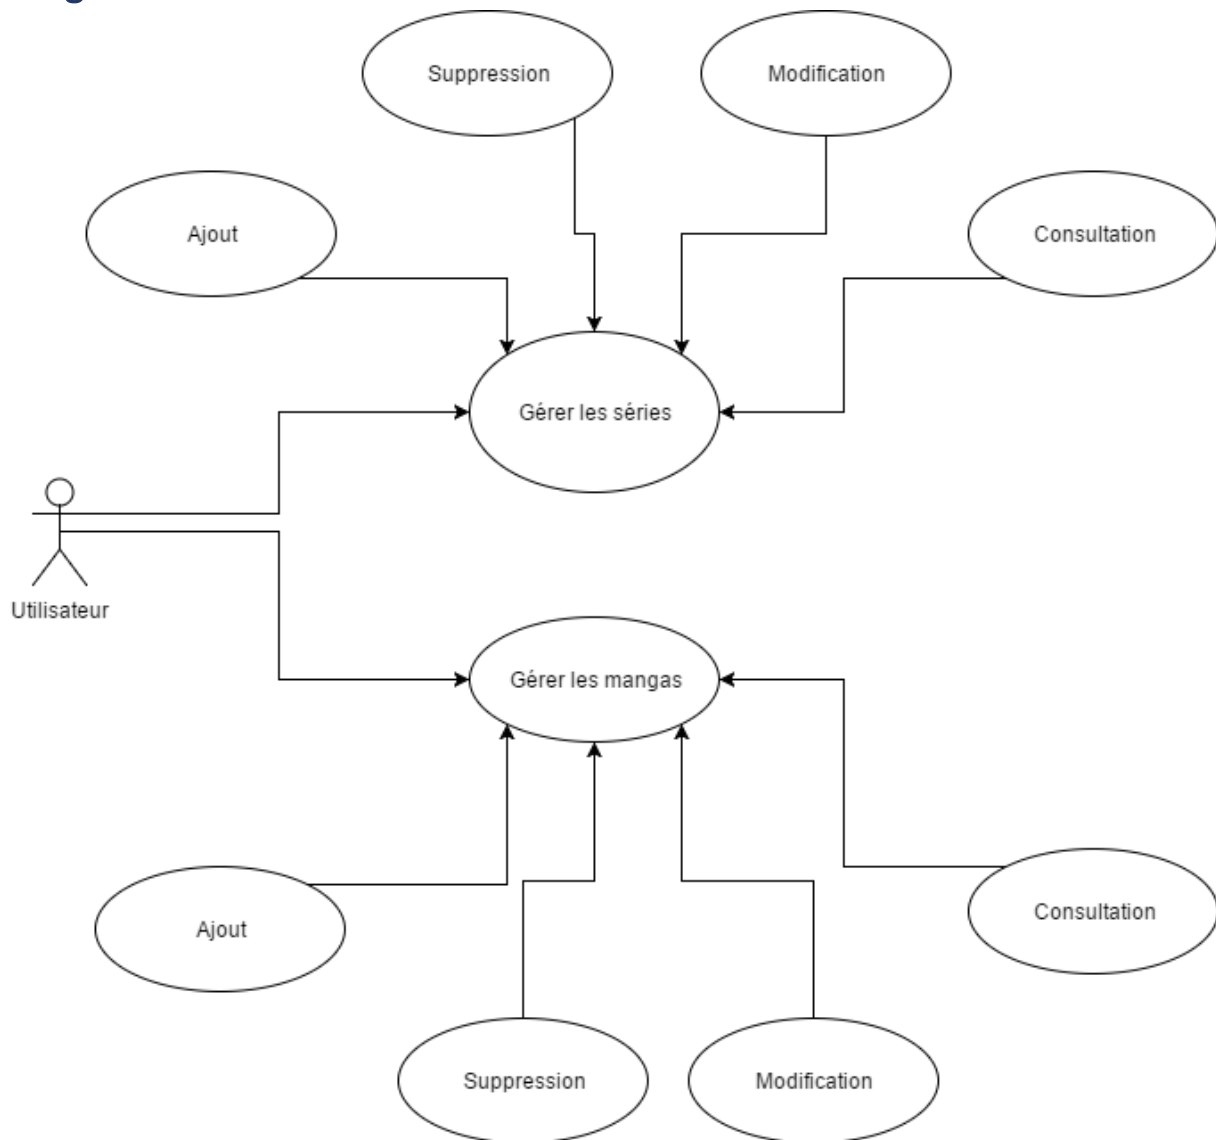 Suppression
Modification
Ajout
Consultation
Gérer les séries
Utilisateur
Gérer les mangas
Ajout
Consultation
Suppression
Modification